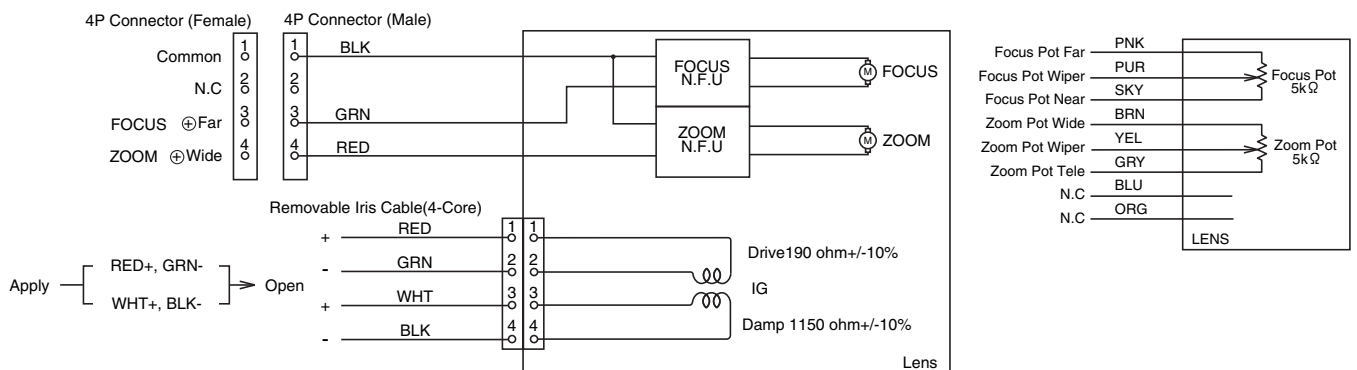 4P Connector (Female)
4P Connector (Male)
Common
N.C
FOCUS ⊕Far
ZOOM ⊕Wide
1
2
3
4
1
2
3
4
BLK
GRN
RED
FOCUS
N.F.U
ZOOM
N.F.U
M
FOCUS
M
ZOOM
Removable Iris Cable(4-Core)
+ RED
- GRN
+ WHT
- BLK
1
2
3
4
1
2
3
4
Drive190 ohm+/-10%
IG
Damp 1150 ohm+/-10%
Lens
Apply
RED+, GRN-
WHT+, BLK-
Open
Focus Pot Far PNK
Focus Pot Wiper PUR
Focus Pot Near SKY
Zoom Pot Wide BRN
Zoom Pot Wiper YEL
Zoom Pot Tele GRY
N.C BLU
N.C ORG
Focus Pot
5kΩ
Zoom Pot
5kΩ
LENS